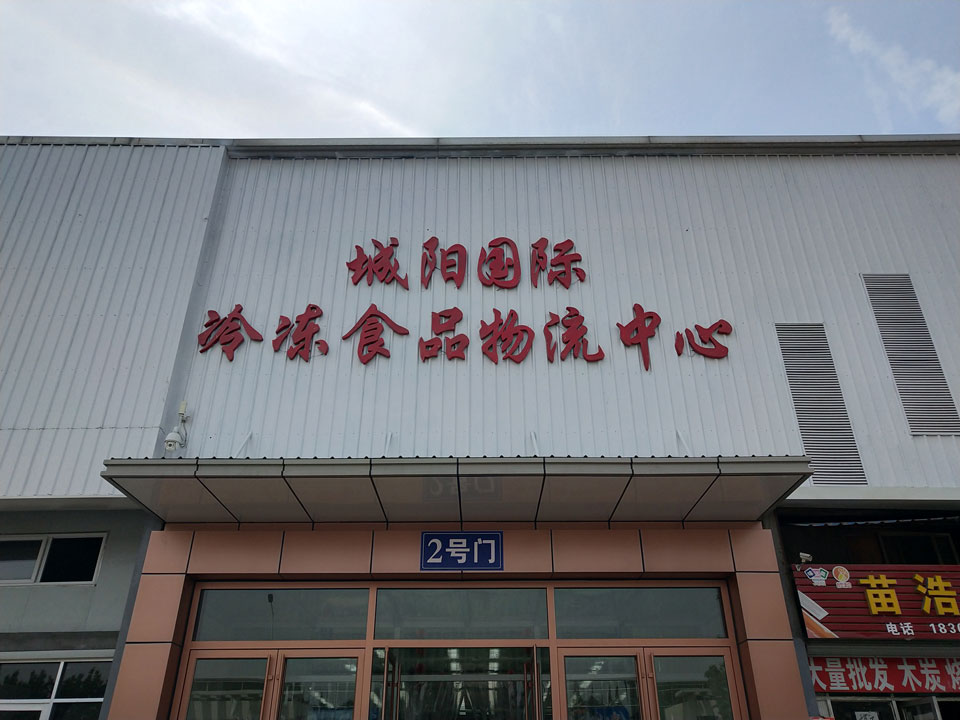 城阳国际
冷冻食品物流中心
2号门
苗浩
电话 183
大量批发 木炭 烧